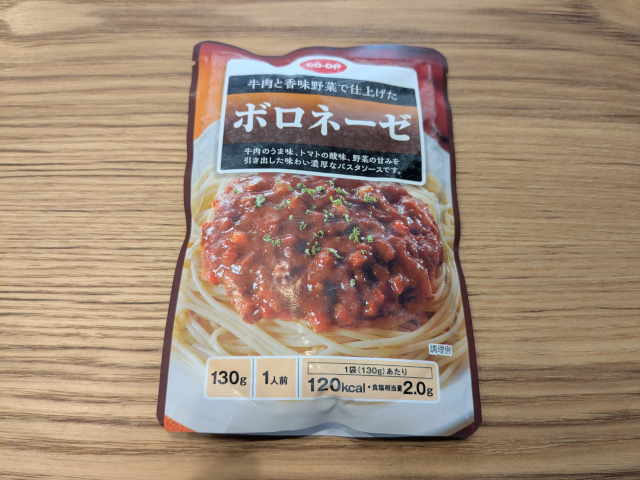 CO・OP
牛肉と香味野菜で仕上げた
ボロネーゼ
牛肉のうま味、トマトの酸味、野菜の甘みを
引き出した味わい濃厚なパスタソースです。
調理例
130g 1人前
1袋(130g)あたり
120kcal・食塩相当量2.0g